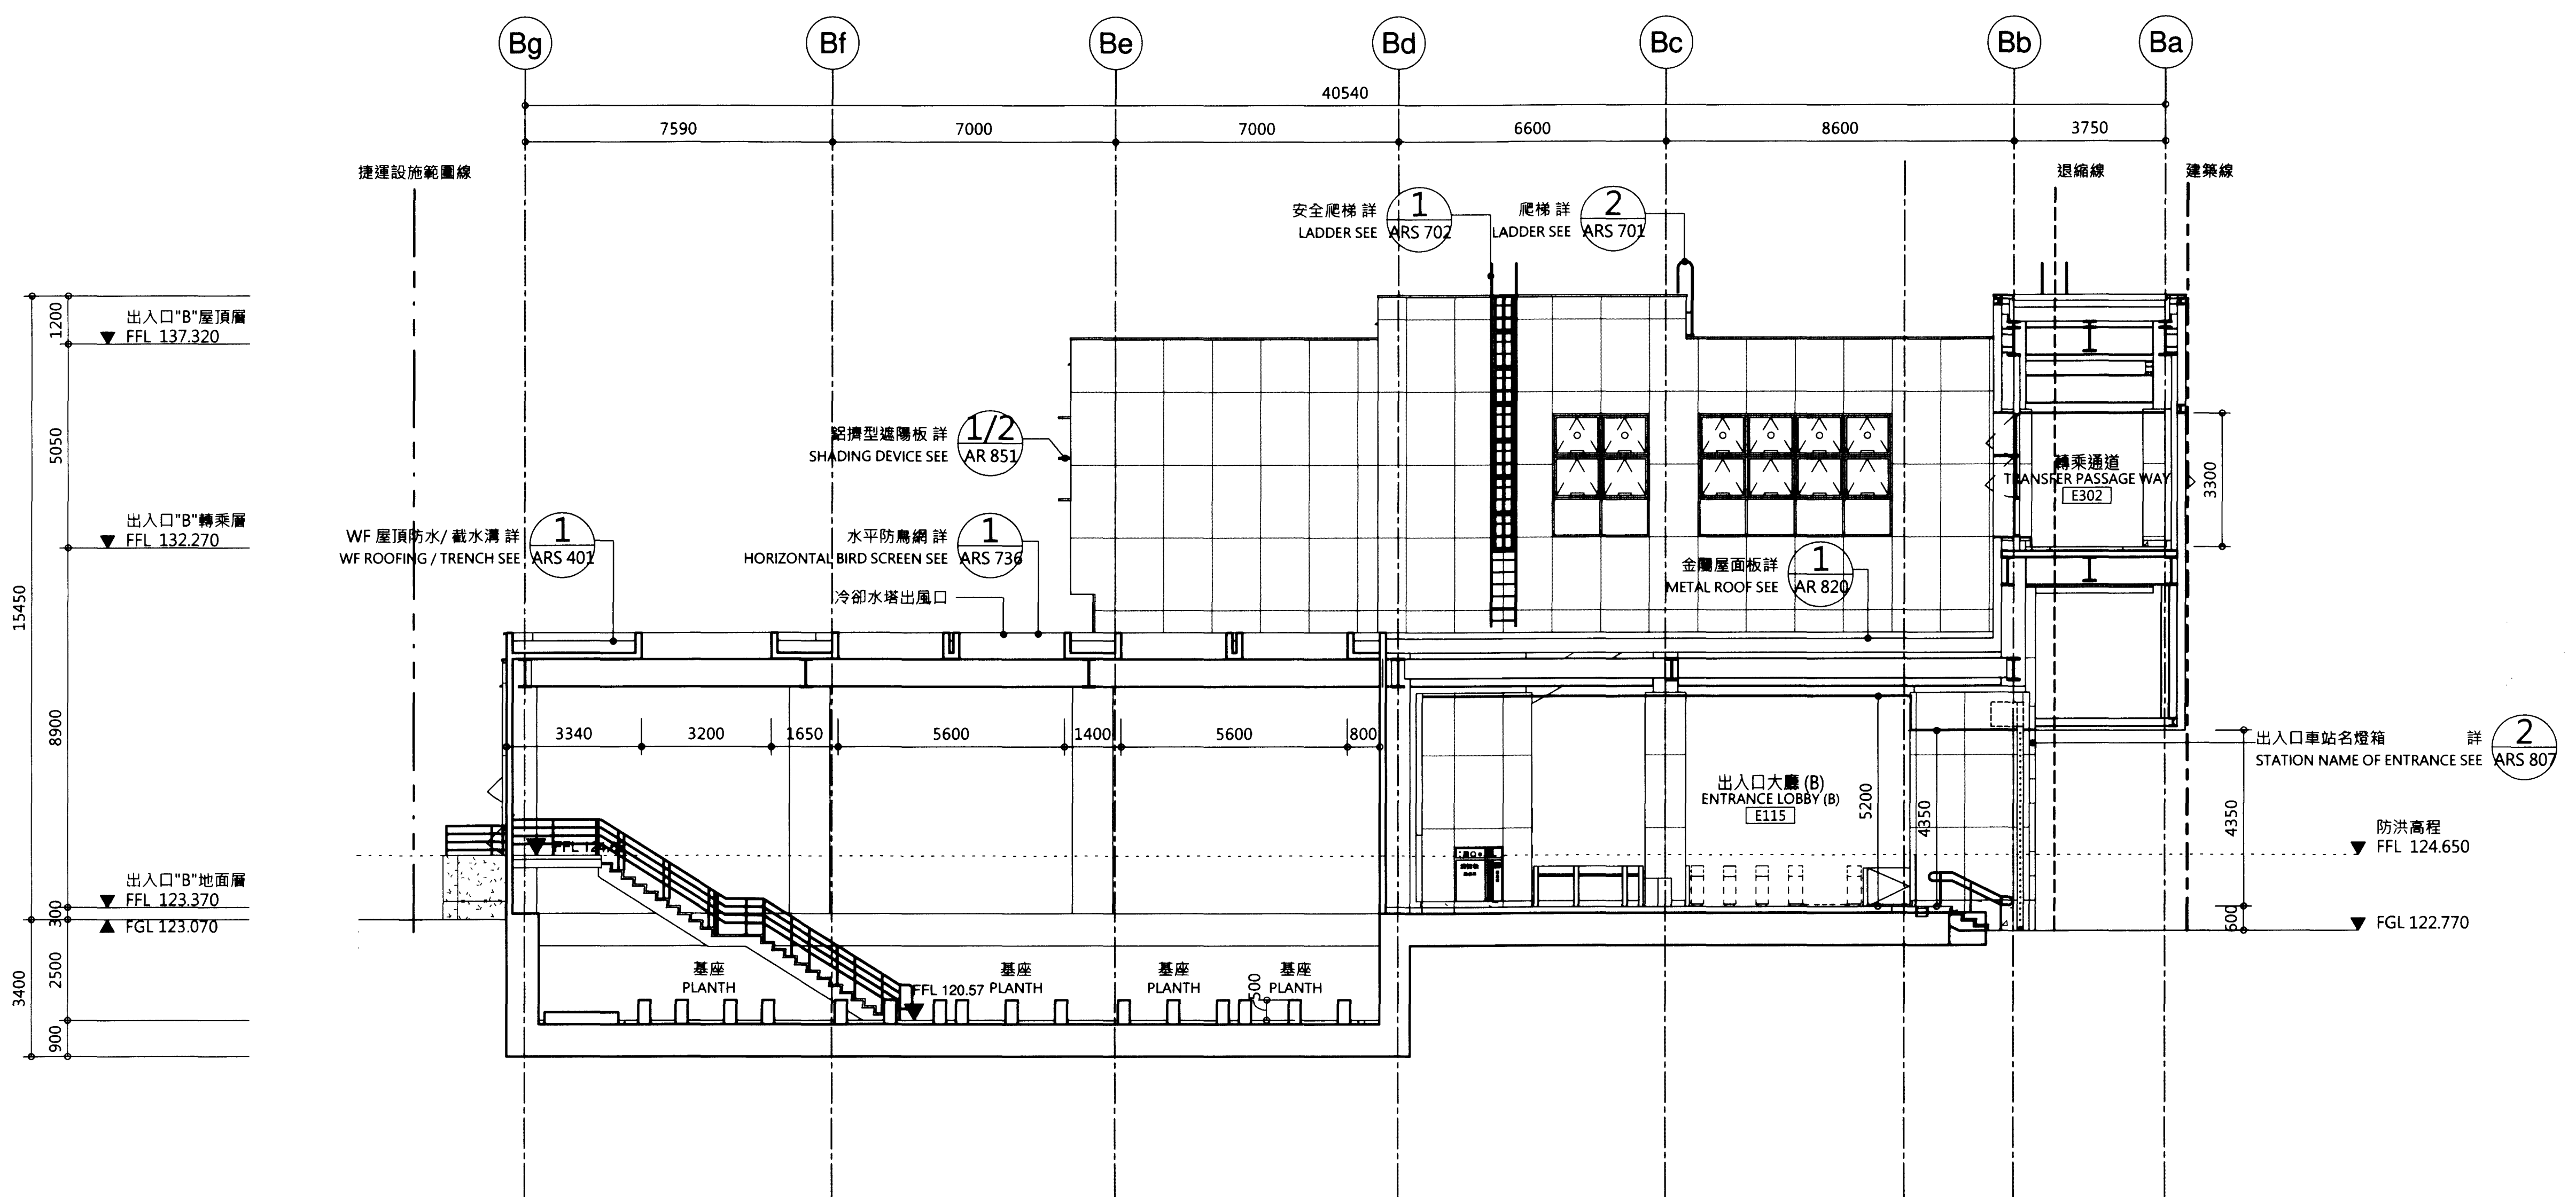 Bg Bf Be Bd Bc Bb Ba
40540
7590 7000 7000 6600 8600 3750
捷運設施範圍線
退縮線
建築線
安全爬梯 詳
LADDER SEE
1
ARS 702
爬梯 詳
LADDER SEE
2
ARS 701
出入口"B"屋頂層
FFL 137.320
出入口"B"轉乘層
FFL 132.270
出入口"B"地面層
FFL 123.370
FGL 123.070
1200
5050
8900
300
2500
900
15450
3400
鋁擠型遮陽板 詳
SHADING DEVICE SEE
1/2
AR 851
WF 屋頂防水/ 截水溝 詳
WF ROOFING / TRENCH SEE
1
ARS 401
水平防鳥網 詳
HORIZONTAL BIRD SCREEN SEE
1
ARS 736
冷卻水塔出風口
金屬屋面板詳
METAL ROOF SEE
1
AR 820
轉乘通道
TRANSFER PASSAGE WAY
E302
3300
3340 3200 1650 5600 1400 5600 800
出入口大廳 (B)
ENTRANCE LOBBY (B)
E115
5200
4350
4350
600
出入口車站名燈箱 詳
STATION NAME OF ENTRANCE SEE
2
ARS 807
防洪高程
FFL 124.650
FGL 122.770
基座
PLANTH
基座
PLANTH
基座
PLANTH
基座
PLANTH
FFL 120.57
500